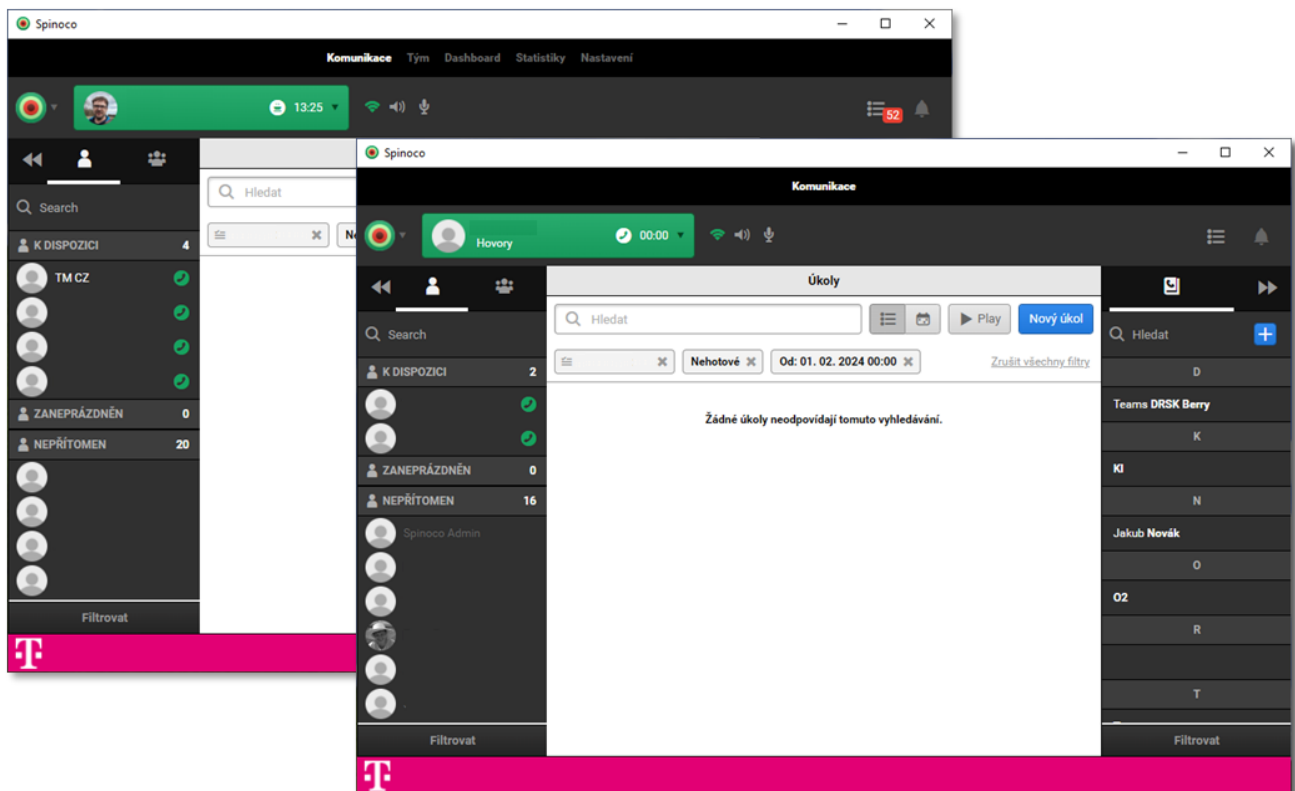 Spinoco
Komunikace Tým Dashboard Statistiky Nastavení
13:25
52
Search
Hledat
K DISPOZICI 4
Ne
TM CZ
ZANEPRÁZDNĚN 0
NEPŘÍTOMEN 20
Filtrovat
T
Spinoco
Komunikace
Hovory
00:00
Úkoly
Search
Hledat
Play
Nový úkol
Hledat
K DISPOZICI 2
Nehotové
Od: 01. 02. 2024 00:00
Zrušit všechny filtry
Žádné úkoly neodpovídají tomuto vyhledávání.
ZANEPRÁZDNĚN 0
NEPŘÍTOMEN 16
Spinoco Admin
Filtrovat
D
Teams DRSK Berry
K
KI
N
Jakub Novák
O
O2
R
T
Filtrovat
T